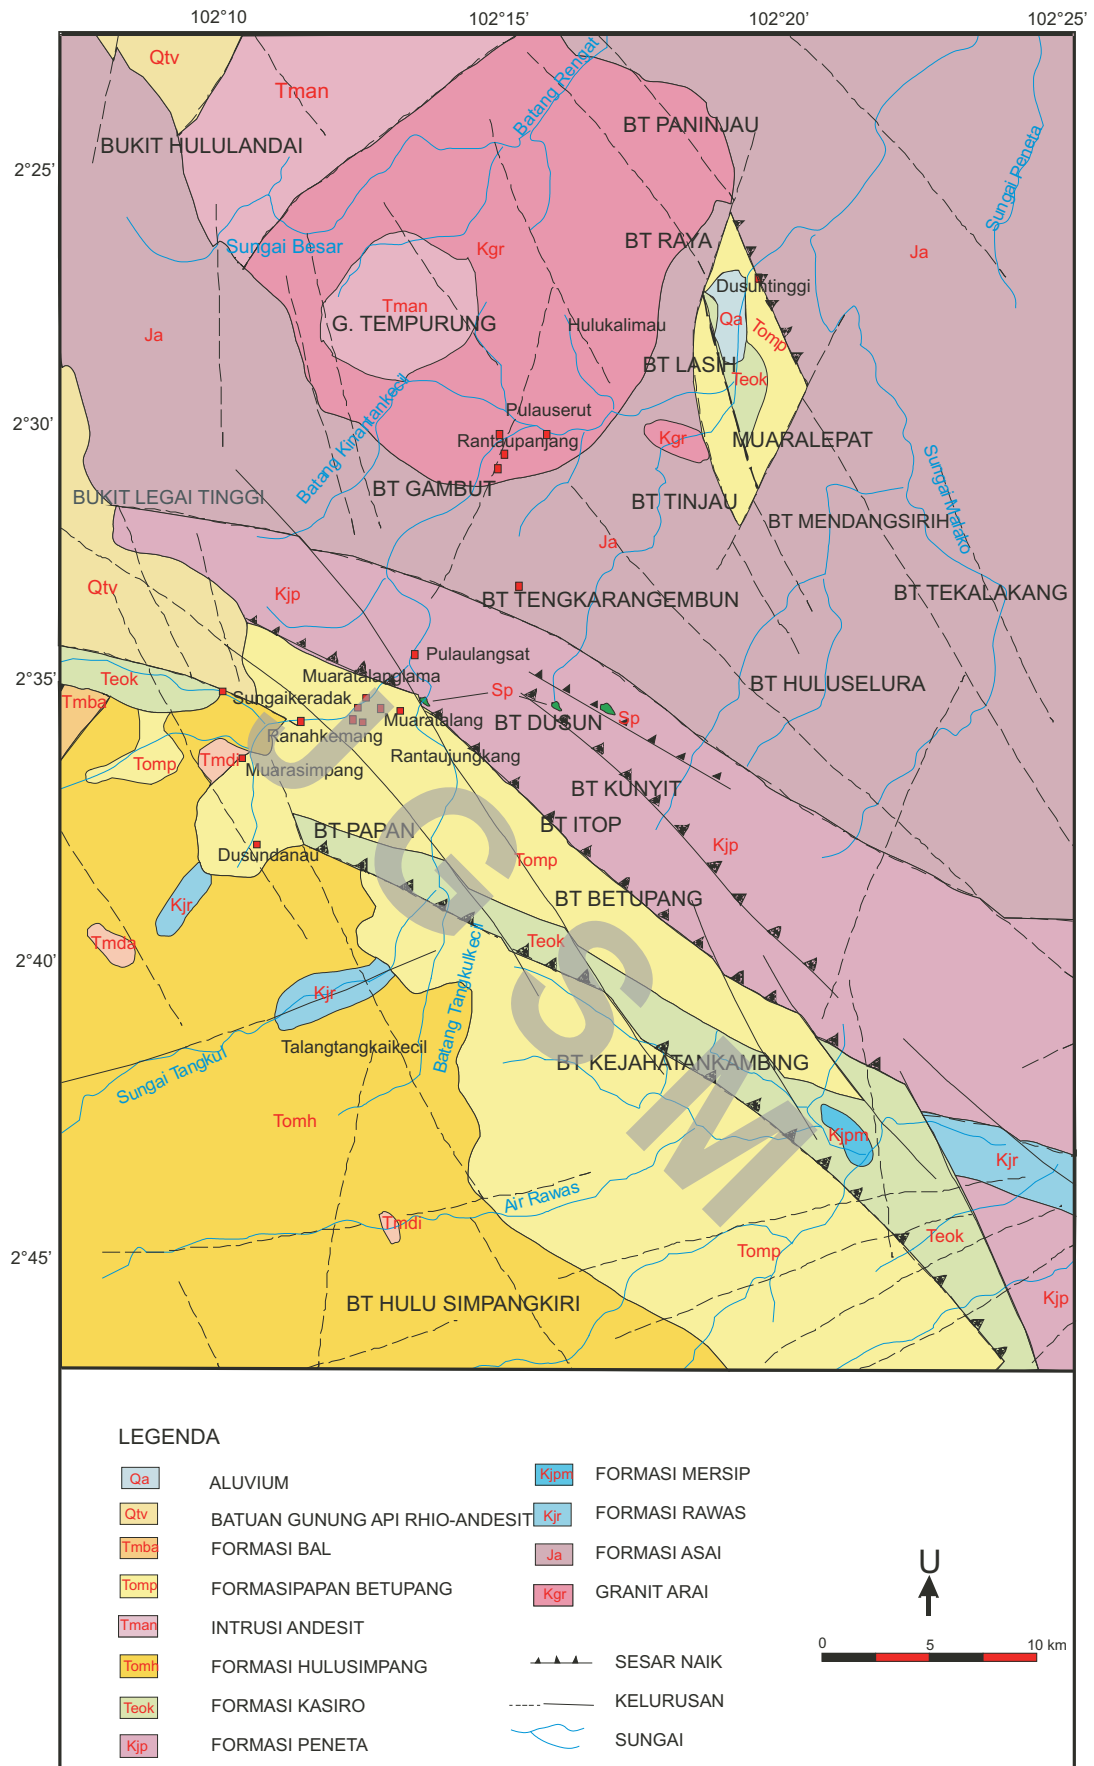 102°10
102°15'
102°20'
102°25'
Qtv
Tman
Batang Rengat
BT PANINJAU
BUKIT HULULANDAI
2°25'
Sungai Peneta
Sungai Besar
Kgr
BT RAYA
Ja
Dusuntinggi
Tman
G. TEMPURUNG
Hulukalimau
Qa
Tomp
Ja
BT LASIH
Teok
Batang Kinantankecil
Pulauserut
2°30'
Rantaupanjang
Kgr
MUARALEPAT
BT GAMBUT
BUKIT LEGAI TINGGI
BT TINJAU
Sungai Malako
BT MENDANGSIRIH
Ja
Qtv
Kjp
BT TENGKARANGEMBUN
BT TEKALAKANG
Pulaulangsat
2°35'
Teok
Muaratalanglama
BT HULUSELURA
Tmba
Sungaikeradak
Sp
Sp
Muaratalang
BT DUSUN
Ranahkemang
Rantaujungkang
Tomp
Tmdi
Muarasimpang
BT KUNYIT
BT PAPAN
BT ITOP
Kjp
Dusundanau
Tomp
BT BETUPANG
Kjr
Tmda
Teok
2°40'
Kjr
Batang Tangkulkecil
Talangtangkaikecil
BT KEJAHATANKAMBING
Sungai Tangkul
Tomh
Kjpm
Kjr
Air Rawas
Tmdi
Tomp
Teok
2°45'
BT HULU SIMPANGKIRI
Kjp
JGSM
LEGENDA
Qa ALUVIUM
Qtv BATUAN GUNUNG API RHIO-ANDESIT
Tmba FORMASI BAL
Tomp FORMASIPAPAN BETUPANG
Tman INTRUSI ANDESIT
Tomh FORMASI HULUSIMPANG
Teok FORMASI KASIRO
Kjp FORMASI PENETA
Kjpm FORMASI MERSIP
Kjr FORMASI RAWAS
Ja FORMASI ASAI
Kgr GRANIT ARAI
SESAR NAIK
KELURUSAN
SUNGAI
U
0 5 10 km